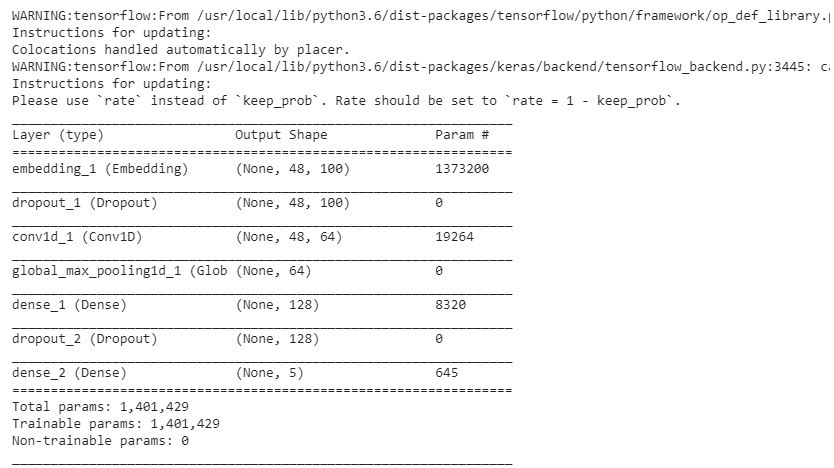 WARNING:tensorflow:From /usr/local/lib/python3.6/dist-packages/tensorflow/python/framework/op_def_library.p
Instructions for updating:
Colocations handled automatically by placer.
WARNING:tensorflow:From /usr/local/lib/python3.6/dist-packages/keras/backend/tensorflow_backend.py:3445: ca
Instructions for updating:
Please use `rate` instead of `keep_prob`. Rate should be set to `rate = 1 - keep_prob`.
_________________________________________________________________
Layer (type)                 Output Shape              Param #
=================================================================
embedding_1 (Embedding)      (None, 48, 100)           1373200
_________________________________________________________________
dropout_1 (Dropout)          (None, 48, 100)           0
_________________________________________________________________
conv1d_1 (Conv1D)            (None, 48, 64)            19264
_________________________________________________________________
global_max_pooling1d_1 (Glob (None, 64)                0
_________________________________________________________________
dense_1 (Dense)              (None, 128)               8320
_________________________________________________________________
dropout_2 (Dropout)          (None, 128)               0
_________________________________________________________________
dense_2 (Dense)              (None, 5)                 645
=================================================================
Total params: 1,401,429
Trainable params: 1,401,429
Non-trainable params: 0
_________________________________________________________________